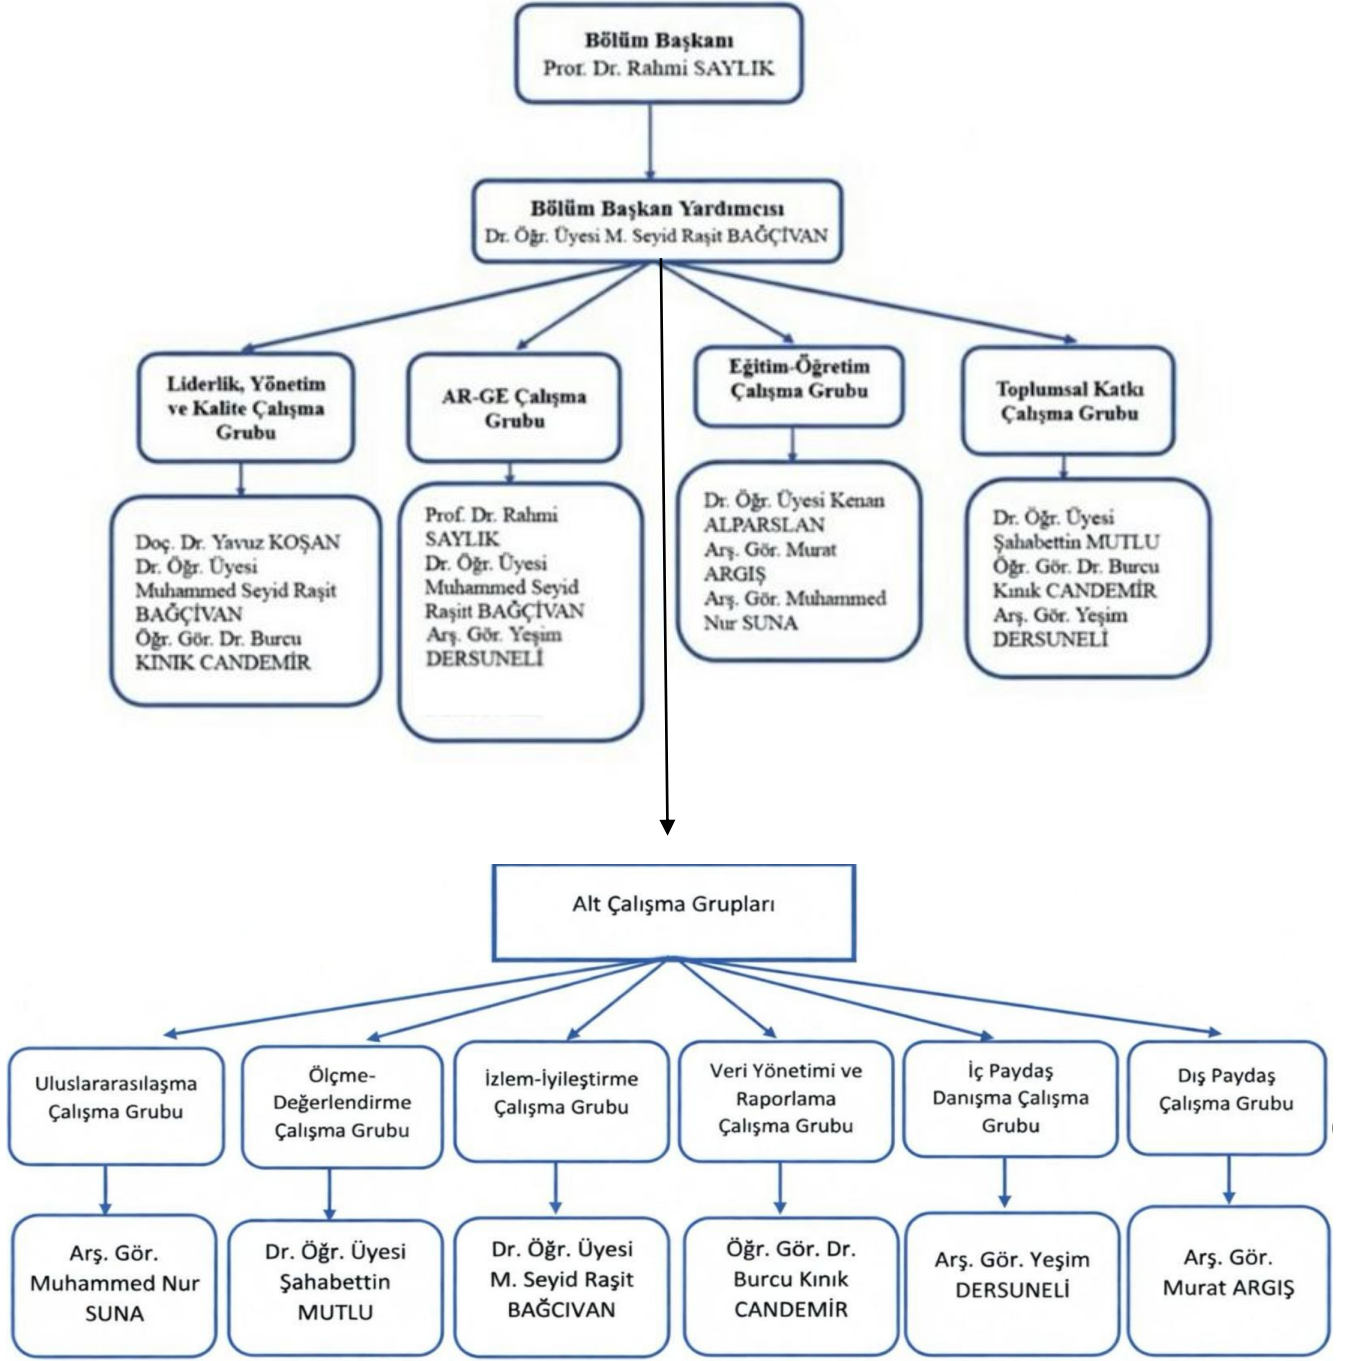 Bölüm Başkanı
Prof. Dr. Rahmi SAYLIK
Bölüm Başkan Yardımcısı
Dr. Öğr. Üyesi M. Seyid Raşit BAĞÇİVAN
Liderlik, Yönetim
ve Kalite Çalışma
Grubu
AR-GE Çalışma
Grubu
Eğitim-Öğretim
Çalışma Grubu
Toplumsal Katkı
Çalışma Grubu
Doç. Dr. Yavuz KOŞAN
Dr. Öğr. Üyesi
Muhammed Seyid Raşit
BAĞÇİVAN
Öğr. Gör. Dr. Burcu
KINIK CANDEMİR
Prof. Dr. Rahmi
SAYLIK
Dr. Öğr. Üyesi
Muhammed Seyid
Raşitt BAĞÇİVAN
Arş. Gör. Yeşim
DERSUNELİ
Dr. Öğr. Üyesi Kenan
ALPARSLAN
Arş. Gör. Murat
ARGIŞ
Arş. Gör. Muhammed
Nur SUNA
Dr. Öğr. Üyesi
Şahabettin MUTLU
Öğr. Gör. Dr. Burcu
Kınık CANDEMİR
Arş. Gör. Yeşim
DERSUNELİ
Alt Çalışma Grupları
Uluslararasılaşma
Çalışma Grubu
Ölçme-
Değerlendirme
Çalışma Grubu
İzlem-İyileştirme
Çalışma Grubu
Veri Yönetimi ve
Raporlama
Çalışma Grubu
İç Paydaş
Danışma Çalışma
Grubu
Dış Paydaş
Çalışma Grubu
Arş. Gör.
Muhammed Nur
SUNA
Dr. Öğr. Üyesi
Şahabettin
MUTLU
Dr. Öğr. Üyesi
M. Seyid Raşit
BAĞCIVAN
Öğr. Gör. Dr.
Burcu Kınık
CANDEMİR
Arş. Gör. Yeşim
DERSUNELİ
Arş. Gör.
Murat ARGIŞ